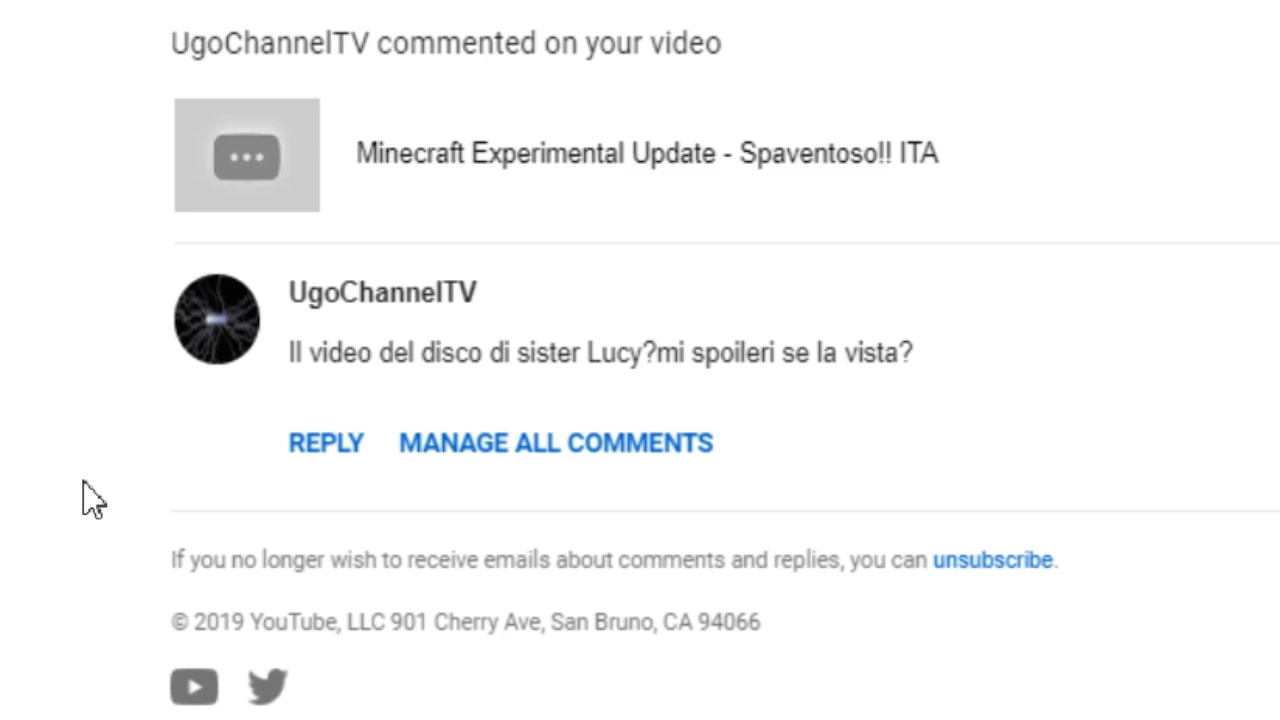 UgoChannelTV commented on your video
Minecraft Experimental Update - Spaventoso!! ITA
UgoChannelTV
Il video del disco di sister Lucy?mi spoileri se la vista?
REPLY MANAGE ALL COMMENTS
If you no longer wish to receive emails about comments and replies, you can unsubscribe.
© 2019 YouTube, LLC 901 Cherry Ave, San Bruno, CA 94066